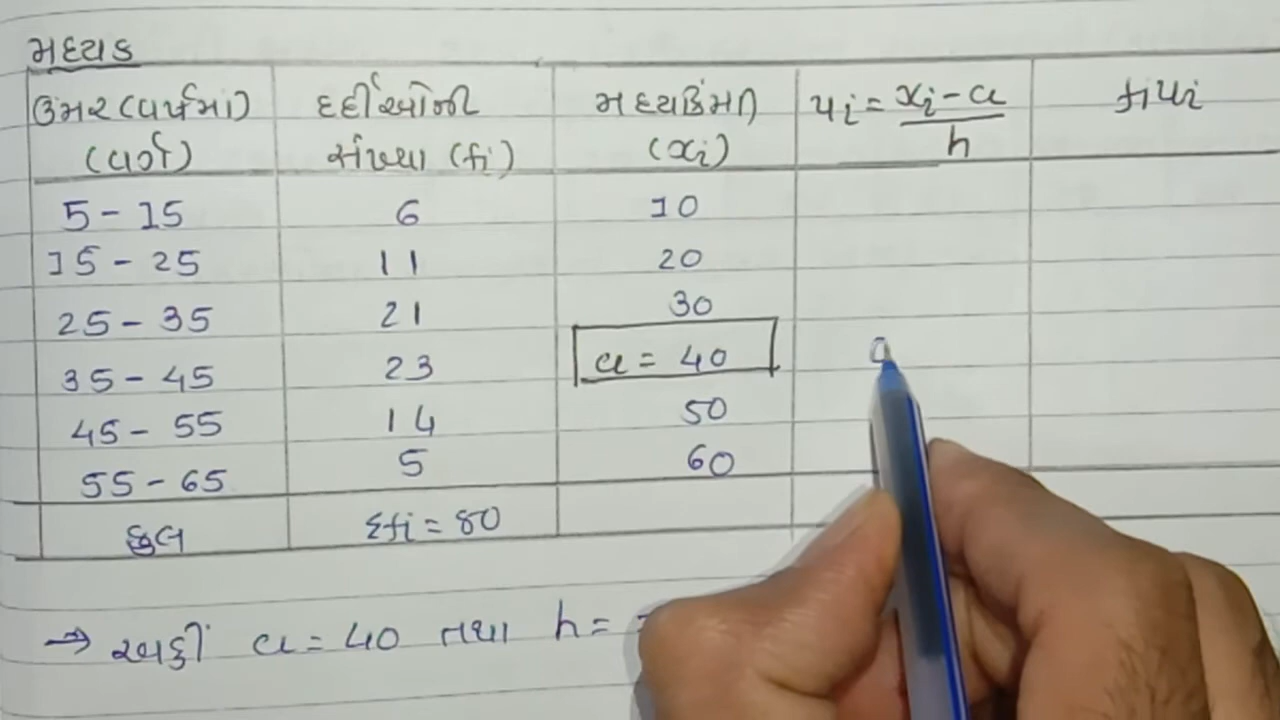 મધ્યક
ઉંમર (વર્ષમાં) દર્દીઓની મધ્યકિંમત ui = xi - a / h fiui
(વર્ગ) સંખ્યા (fi) (xi)
5 - 15 6 10
15 - 25 11 20
25 - 35 21 30
35 - 45 23 a = 40 0
45 - 55 14 50
55 - 65 5 60
કુલ Σfi = 80
→ અહીં a = 40 તથા h =